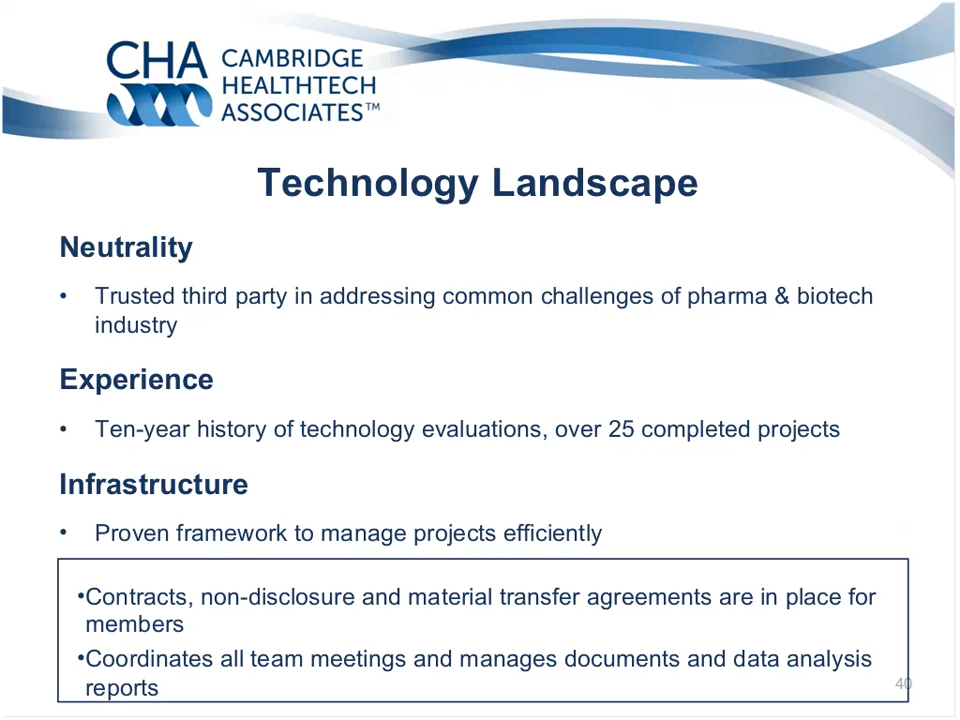 CHA
CAMBRIDGE
HEALTHTECH
ASSOCIATES™
Technology Landscape
Neutrality
• Trusted third party in addressing common challenges of pharma & biotech
industry
Experience
• Ten-year history of technology evaluations, over 25 completed projects
Infrastructure
• Proven framework to manage projects efficiently
•Contracts, non-disclosure and material transfer agreements are in place for
members
•Coordinates all team meetings and manages documents and data analysis
reports
40